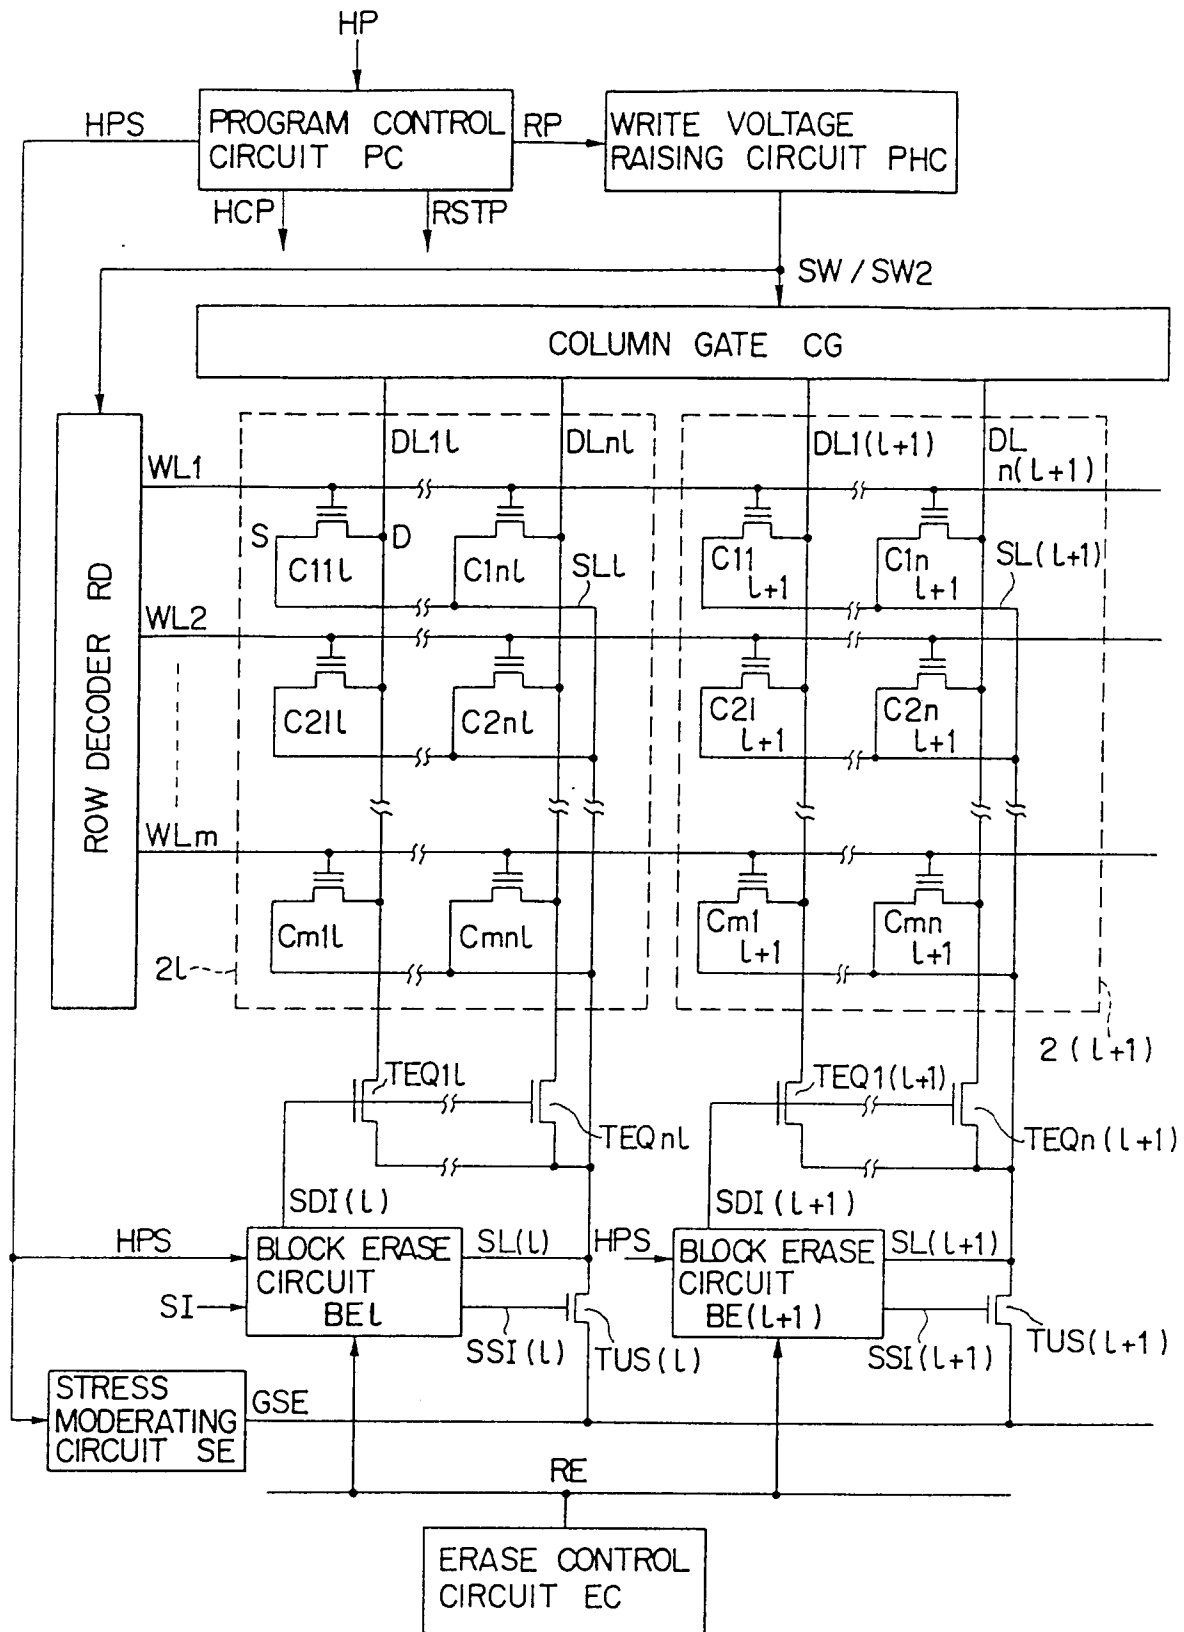 HP
HPS
PROGRAM CONTROL
CIRCUIT PC
RP
WRITE VOLTAGE
RAISING CIRCUIT PHC
HCP
RSTP
SW / SW2
COLUMN GATE CG
ROW DECODER RD
DL1l
DLnl
DL1(l+1)
DL
n(l+1)
WL1
S
D
C11l
C1nl
SLl
C11
l+1
C1n
l+1
SL(l+1)
WL2
C21l
C2nl
C21
l+1
C2n
l+1
WLm
Cm1l
Cmnl
Cm1
l+1
Cmn
l+1
2l
2(l+1)
TEQ1l
TEQnl
TEQ1(l+1)
TEQn(l+1)
SDI(l)
SDI(l+1)
HPS
SI
BLOCK ERASE
CIRCUIT
BEl
SL(l)
SSI(l)
TUS(l)
HPS
BLOCK ERASE
CIRCUIT
BE(l+1)
SL(l+1)
SSI(l+1)
TUS(l+1)
STRESS
MODERATING
CIRCUIT SE
GSE
RE
ERASE CONTROL
CIRCUIT EC